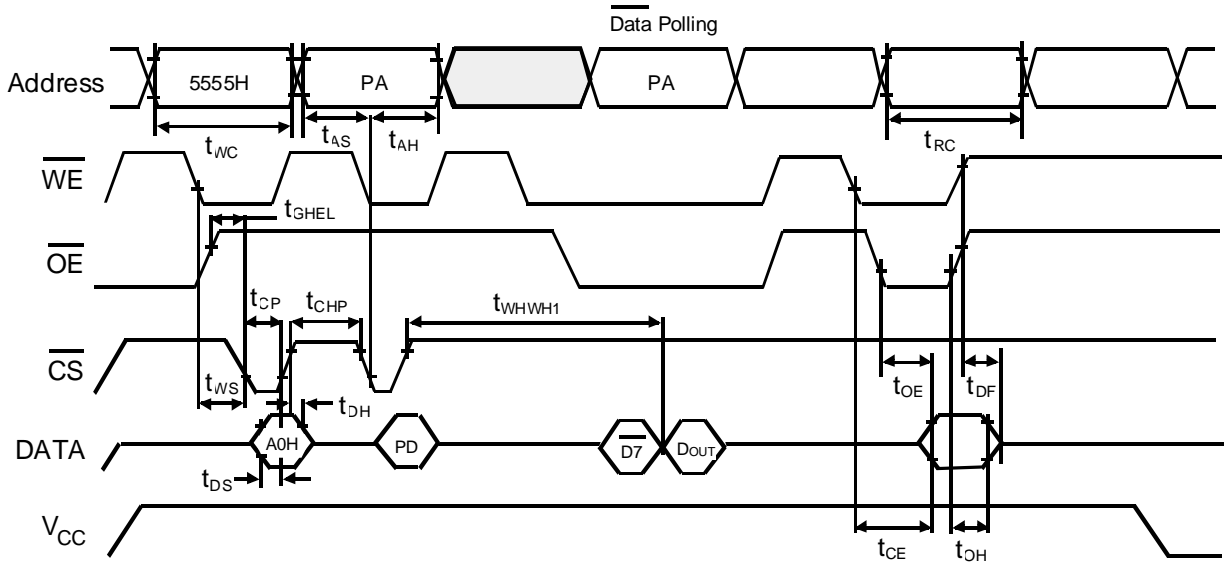 Data Polling
Address
5555H
PA
PA
tWC
tAS
tAH
tRC
WE
tGHEL
OE
tCP
tCHP
tWHWH1
CS
tWS
tDH
tOE
tDF
DATA
A0H
PD
D7
DOUT
tDS
VCC
tCE
tOH